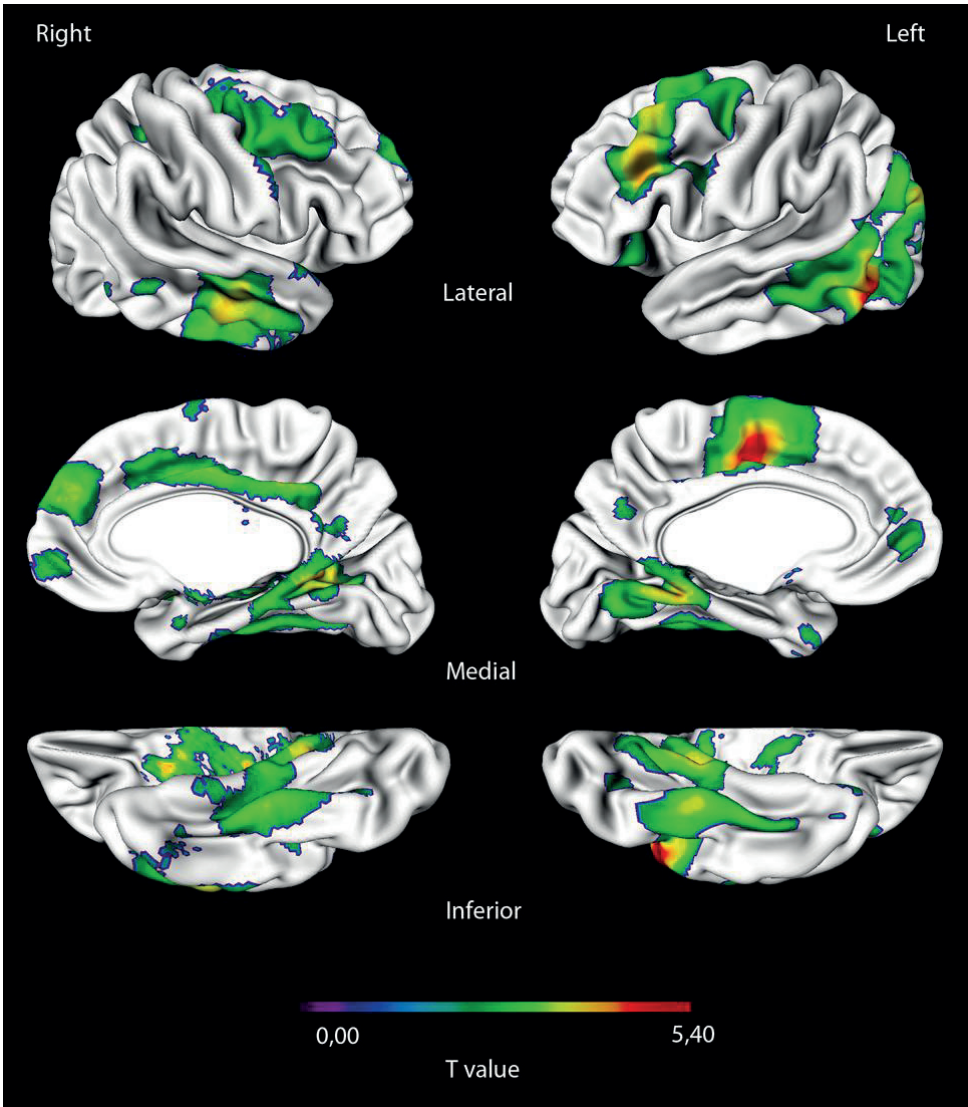 Right
Left
Lateral
Medial
Inferior
0,00
5,40
T value